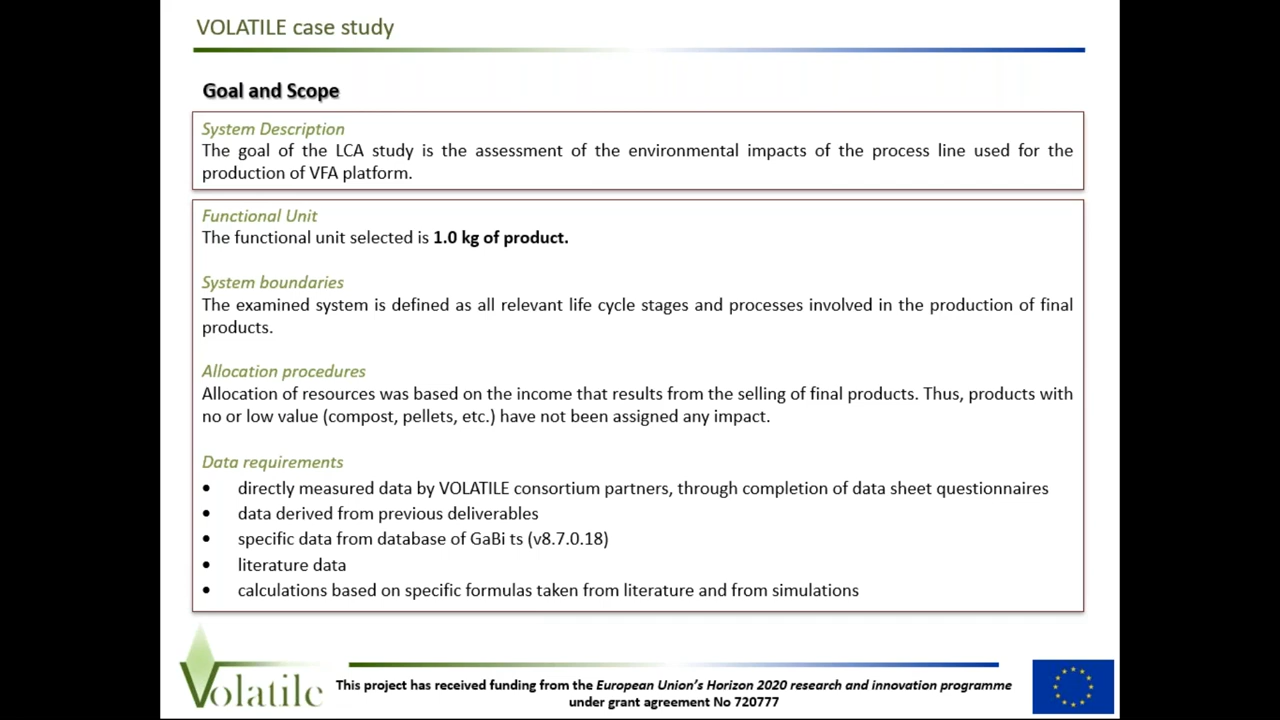 VOLATILE case study
Goal and Scope
System Description
The goal of the LCA study is the assessment of the environmental impacts of the process line used for the
production of VFA platform.
Functional Unit
The functional unit selected is 1.0 kg of product.
System boundaries
The examined system is defined as all relevant life cycle stages and processes involved in the production of final
products.
Allocation procedures
Allocation of resources was based on the income that results from the selling of final products. Thus, products with
no or low value (compost, pellets, etc.) have not been assigned any impact.
Data requirements
• directly measured data by VOLATILE consortium partners, through completion of data sheet questionnaires
• data derived from previous deliverables
• specific data from database of GaBi ts (v8.7.0.18)
• literature data
• calculations based on specific formulas taken from literature and from simulations
Volatile
This project has received funding from the European Union's Horizon 2020 research and innovation programme
under grant agreement No 720777